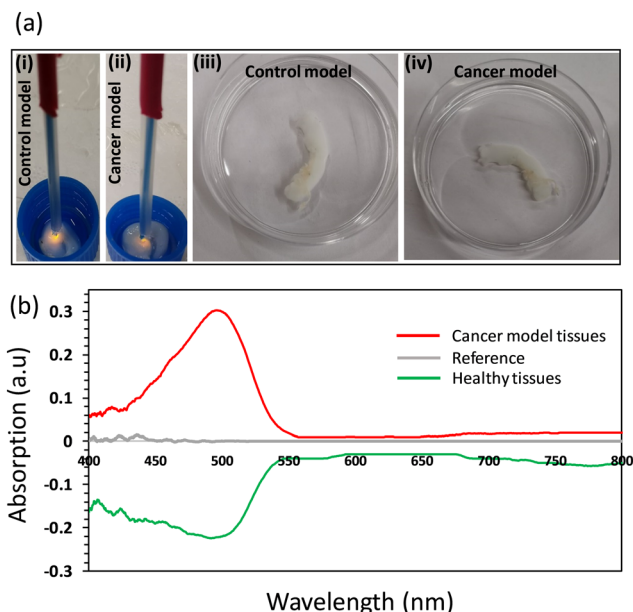 (a)
(i)
Control model
(ii)
Cancer model
(iii)
Control model
(iv)
Cancer model
(b)
Absorption (a.u)
0.3
0.2
0.1
0
-0.1
-0.2
-0.3
400 450 500 550 600 650 700 750 800
Cancer model tissues
Reference
Healthy tissues
Wavelength (nm)